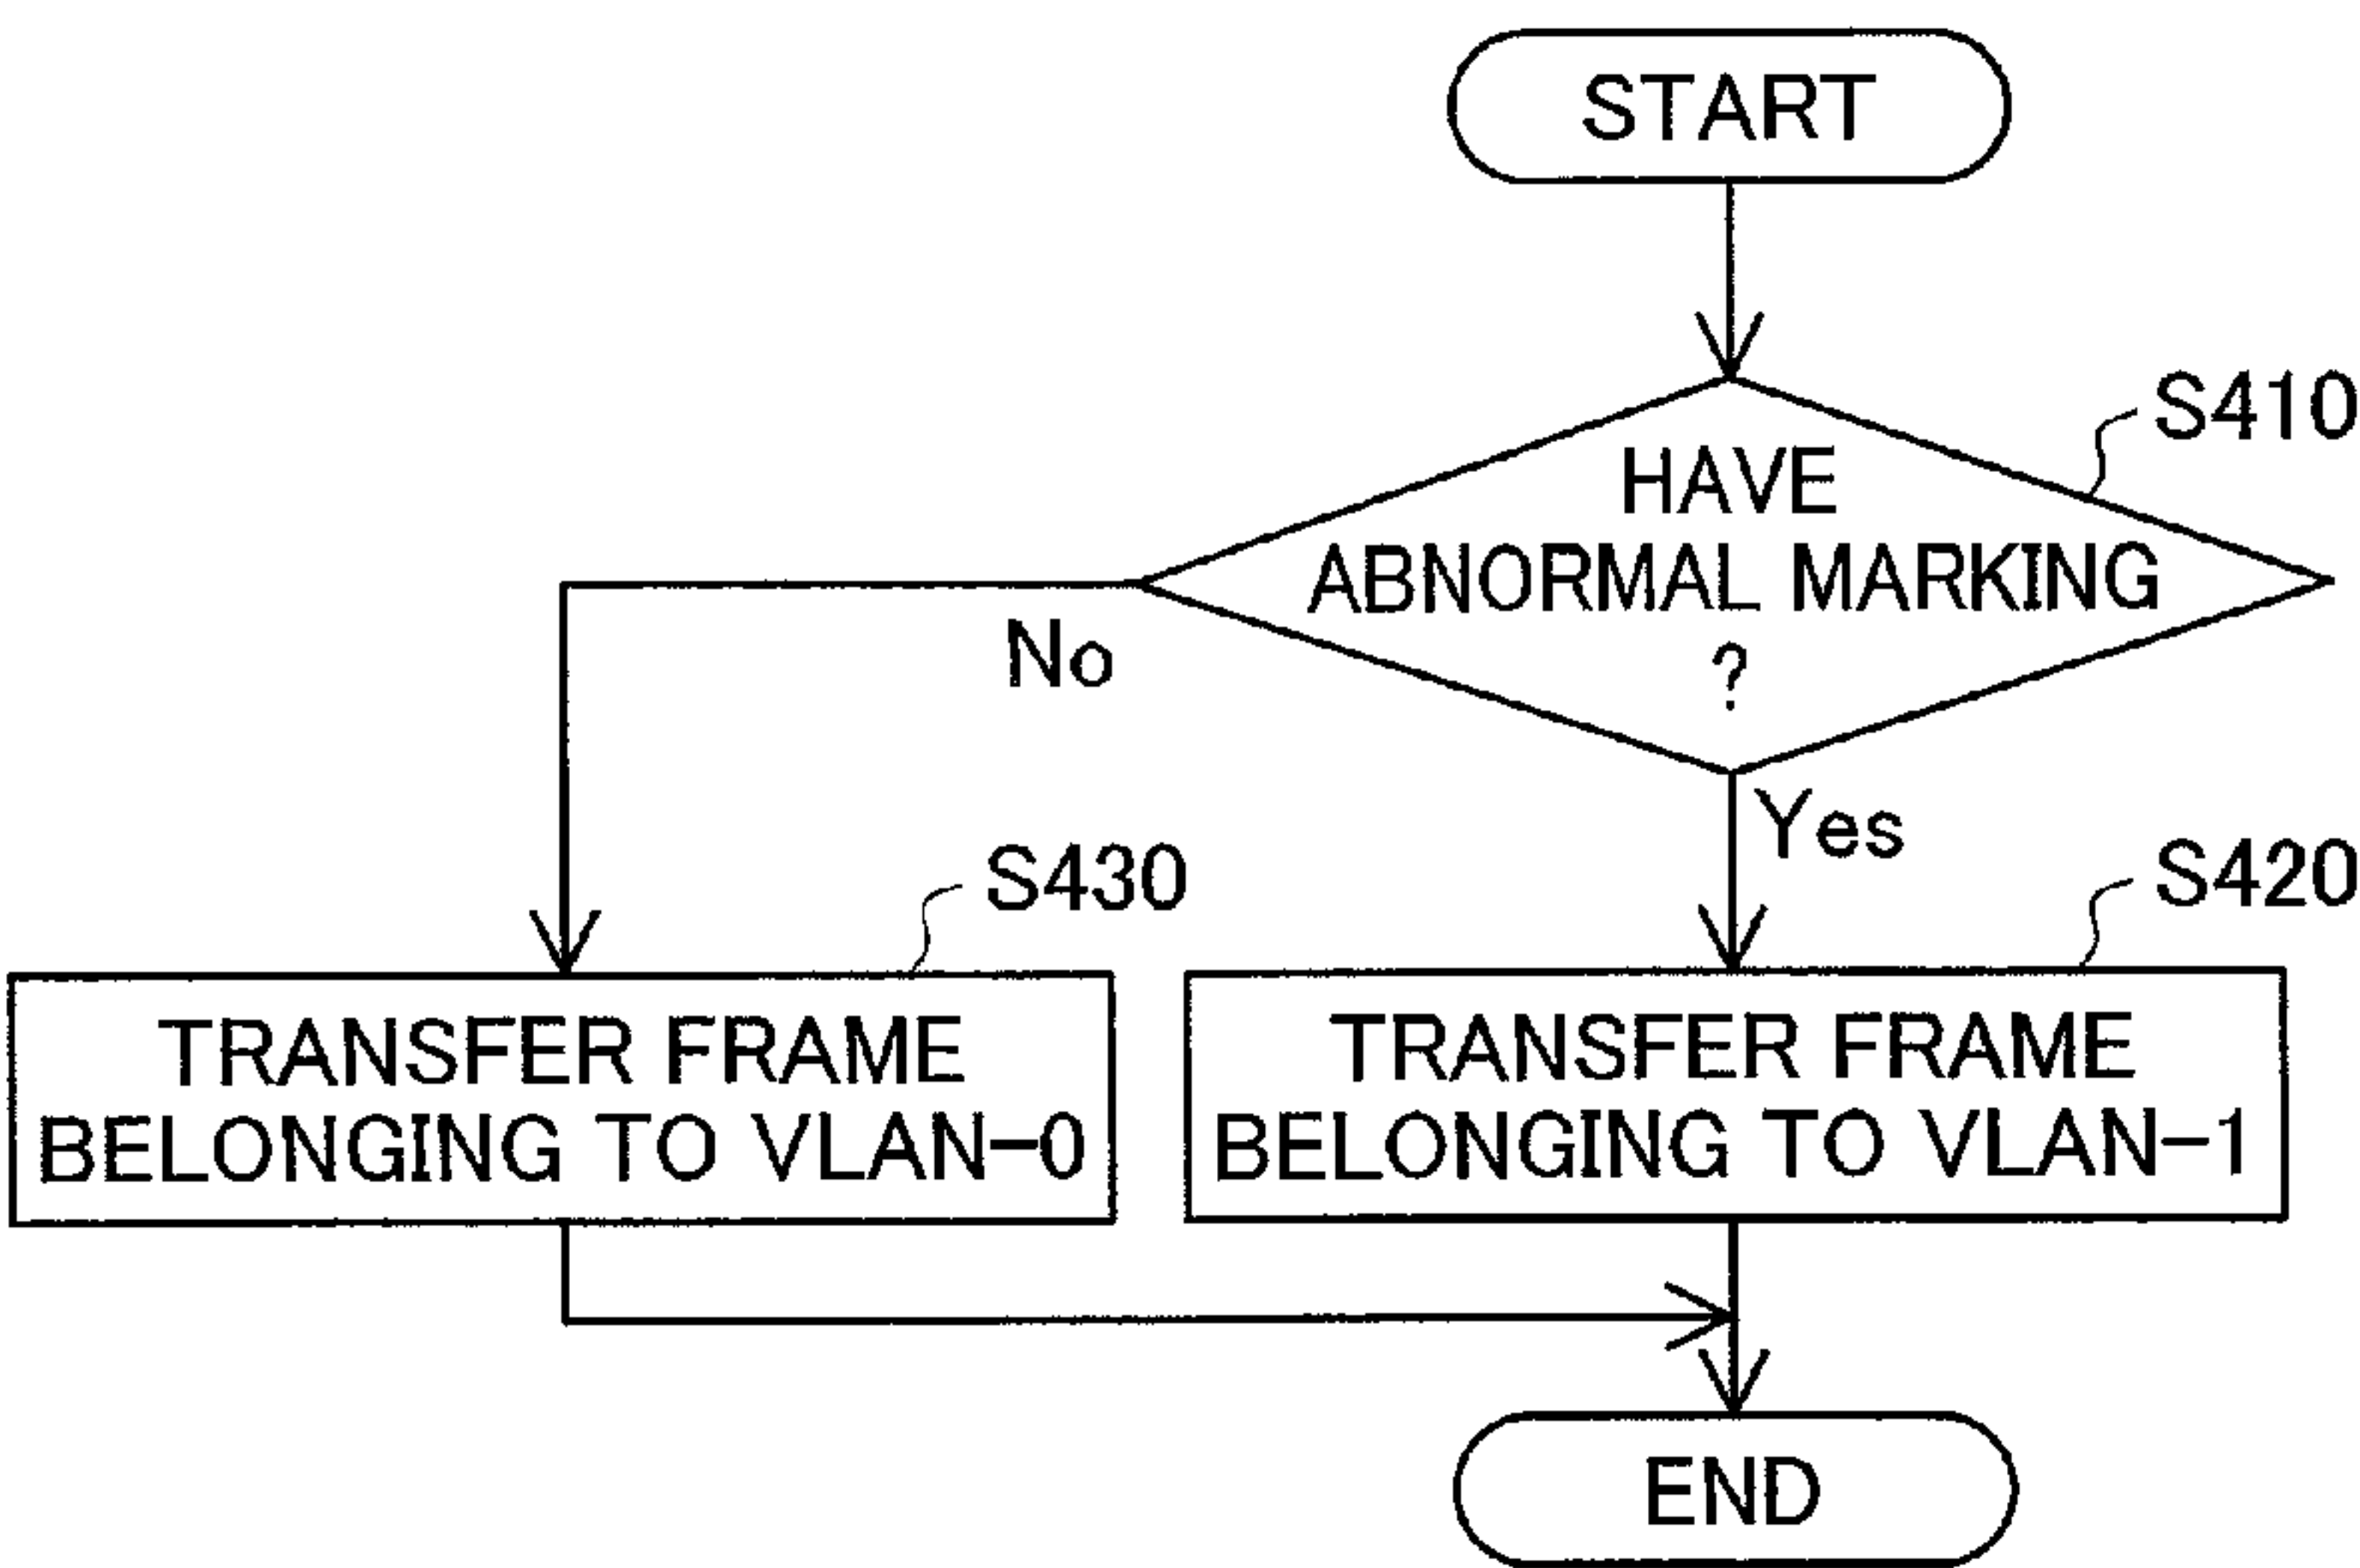 START
S410
HAVE
ABNORMAL MARKING
?
No
Yes
S430
S420
TRANSFER FRAME
BELONGING TO VLAN-0
TRANSFER FRAME
BELONGING TO VLAN-1
END